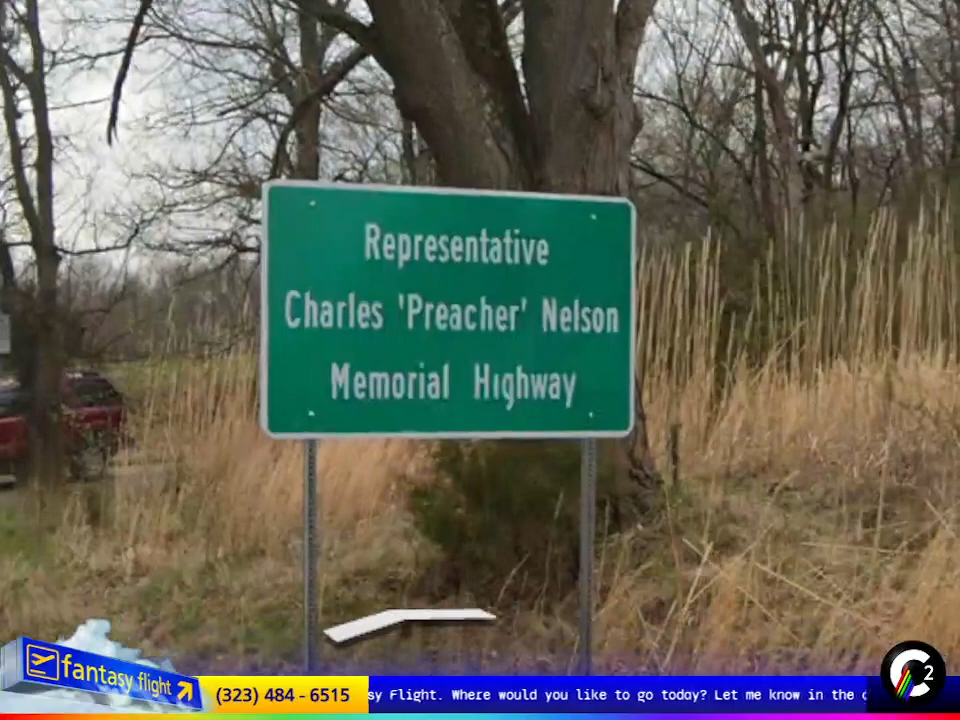 Representative
Charles 'Preacher' Nelson
Memorial Highway
fantasy flight
(323) 484 - 6515
sy Flight. Where would you like to go today? Let me know in the c
C2